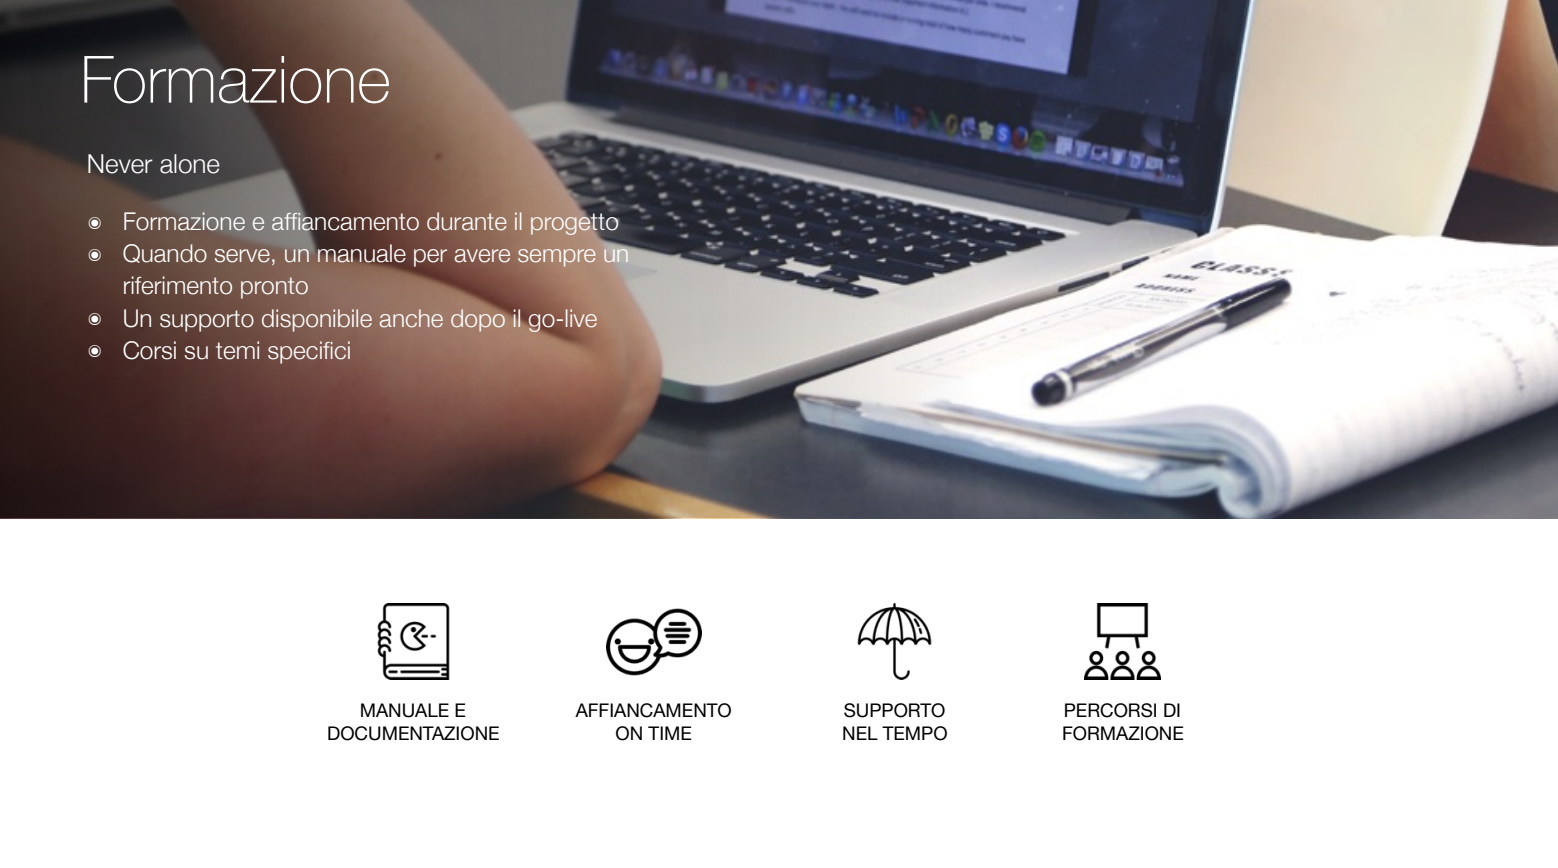 Formazione
Never alone
Formazione e affiancamento durante il progetto
Quando serve, un manuale per avere sempre un
riferimento pronto
Un supporto disponibile anche dopo il go-live
Corsi su temi specifici
NAME
ADDRESS
MANUALE E
DOCUMENTAZIONE
AFFIANCAMENTO
ON TIME
SUPPORTO
NEL TEMPO
PERCORSI DI
FORMAZIONE